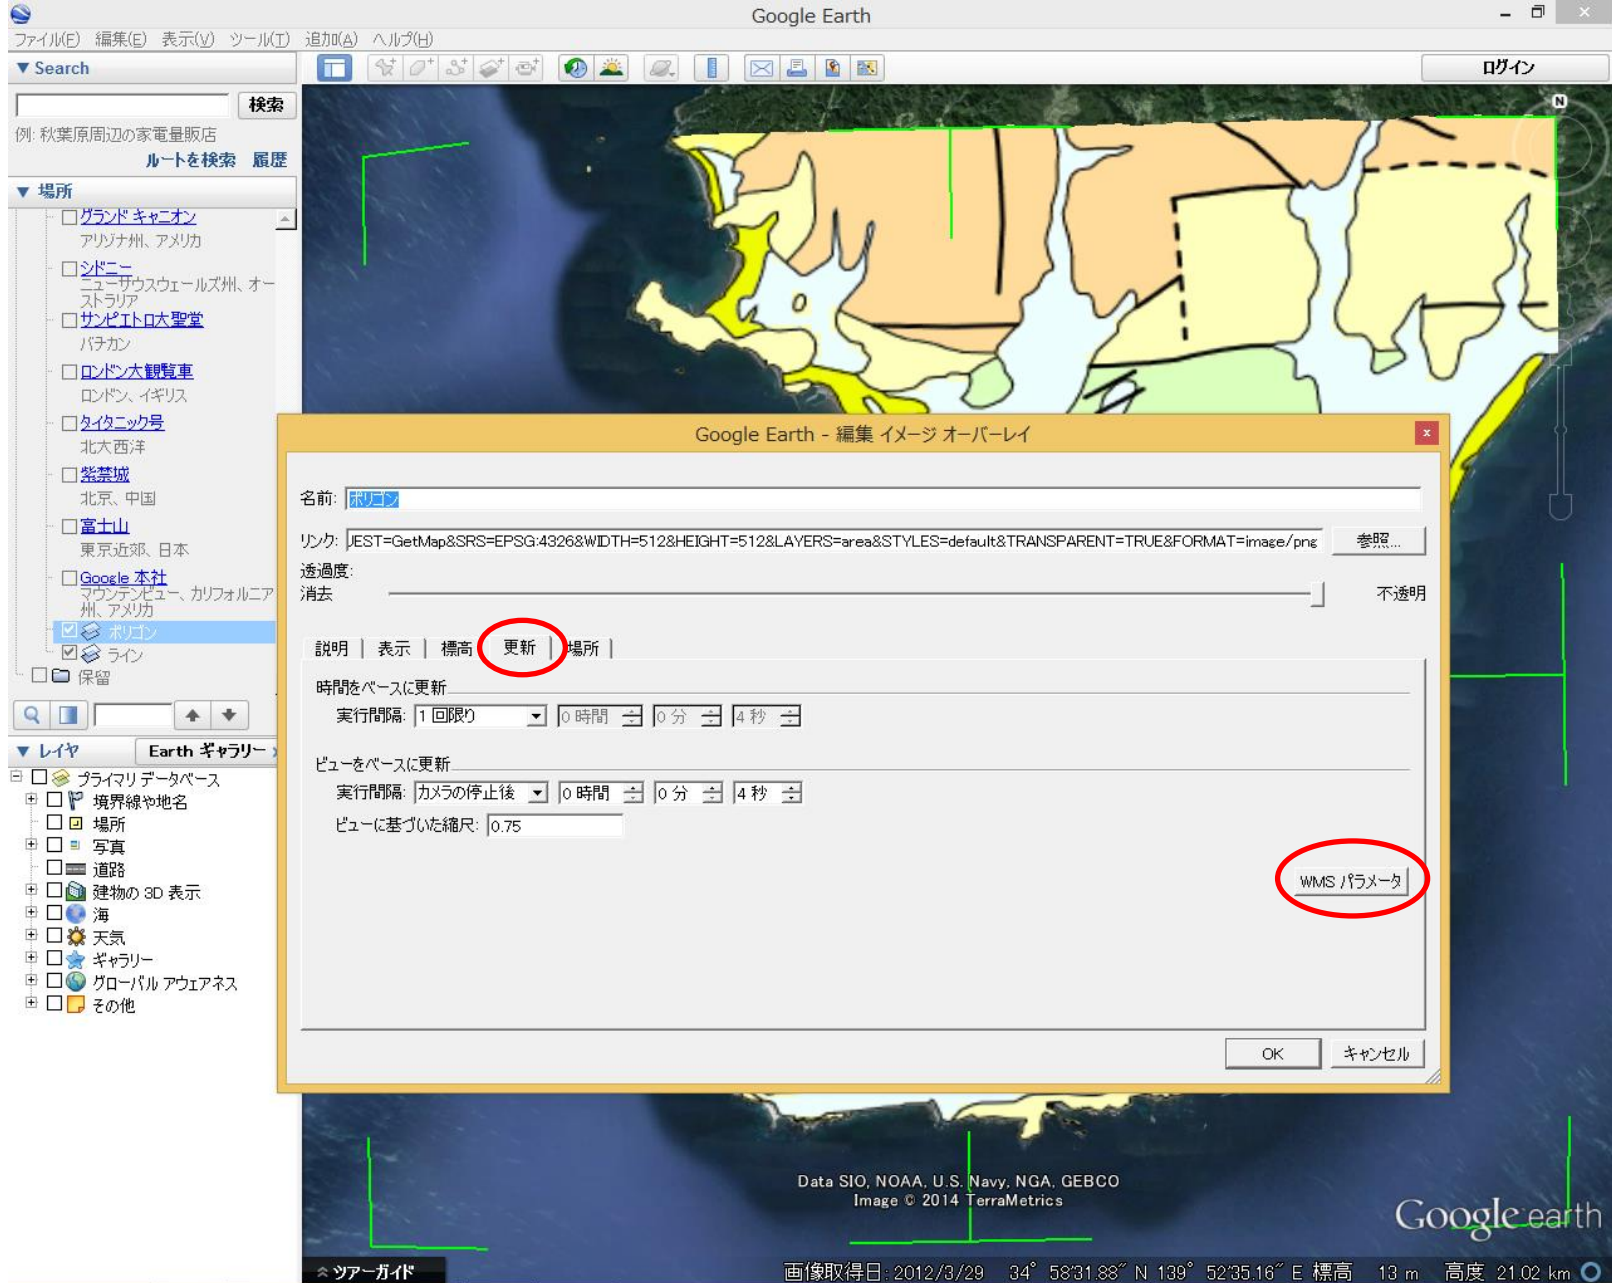 Google Earth
ファイル(F) 編集(E) 表示(V) ツール(T) 追加(A) ヘルプ(H)
▼ Search
ログイン
検索
例: 秋葉原周辺の家電量販店
ルートを検索 履歴
▼ 場所
グランド キャニオン
アリゾナ州、アメリカ
シドニー
ニューサウスウェールズ州、オーストラリア
サンピエトロ大聖堂
バチカン
ロンドン大観覧車
ロンドン、イギリス
タイタニック号
北大西洋
紫禁城
北京、中国
富士山
東京近郊、日本
Google 本社
マウンテンビュー、カリフォルニア州、アメリカ
ポリゴン
ライン
保留
▼ レイヤ
Earth ギャラリー
プライマリ データベース
境界線や地名
場所
写真
道路
建物の 3D 表示
海
天気
ギャラリー
グローバル アウェアネス
その他
N
Google Earth - 編集 イメージ オーバーレイ
x
名前: ポリゴン
リンク: JEST=GetMap&SRS=EPSG:4326&WIDTH=512&HEIGHT=512&LAYERS=area&STYLES=default&TRANSPARENT=TRUE&FORMAT=image/png
参照...
透過度:
消去
不透明
説明 表示 標高 更新 場所
時間をベースに更新
実行間隔: 1 回限り 0 時間 0 分 4 秒
ビューをベースに更新
実行間隔: カメラの停止後 0 時間 0 分 4 秒
ビューに基づいた縮尺: 0.75
WMS パラメータ
OK キャンセル
Data SIO, NOAA, U.S. Navy, NGA, GEBCO
Image © 2014 TerraMetrics
Google earth
ツアーガイド
画像取得日: 2012/3/29 34° 58'31.88" N 139° 52'35.16" E 標高 13 m 高度 21.02 km